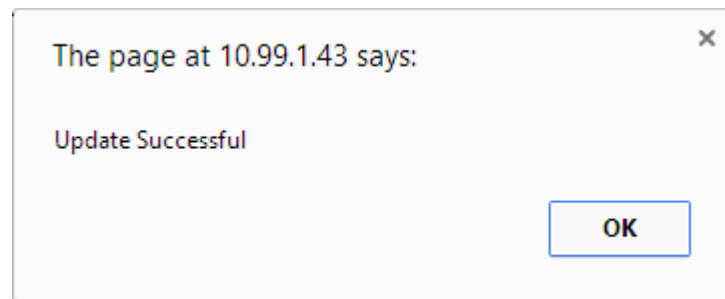 The page at 10.99.1.43 says:
Update Successful
OK